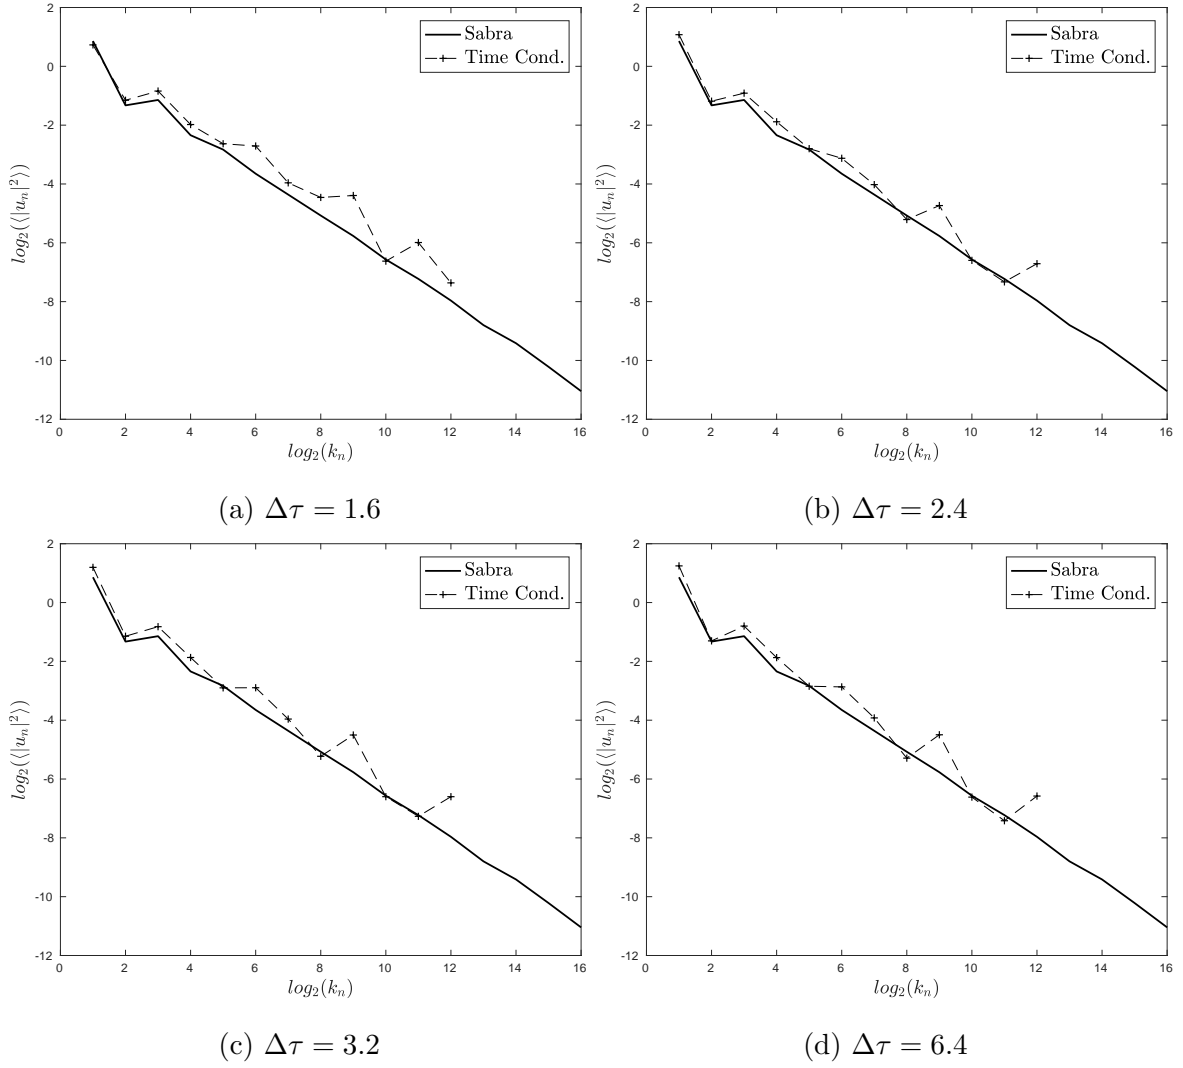 2
0
-2
-4
-6
-8
-10
-12
0 2 4 6 8 10 12 14 16
log₂(kₙ)
log₂(⟨|uₙ|²⟩)
Sabra
Time Cond.
(a) Δτ = 1.6
2
0
-2
-4
-6
-8
-10
-12
0 2 4 6 8 10 12 14 16
log₂(kₙ)
log₂(⟨|uₙ|²⟩)
Sabra
Time Cond.
(b) Δτ = 2.4
2
0
-2
-4
-6
-8
-10
-12
0 2 4 6 8 10 12 14 16
log₂(kₙ)
log₂(⟨|uₙ|²⟩)
Sabra
Time Cond.
(c) Δτ = 3.2
2
0
-2
-4
-6
-8
-10
-12
0 2 4 6 8 10 12 14 16
log₂(kₙ)
log₂(⟨|uₙ|²⟩)
Sabra
Time Cond.
(d) Δτ = 6.4